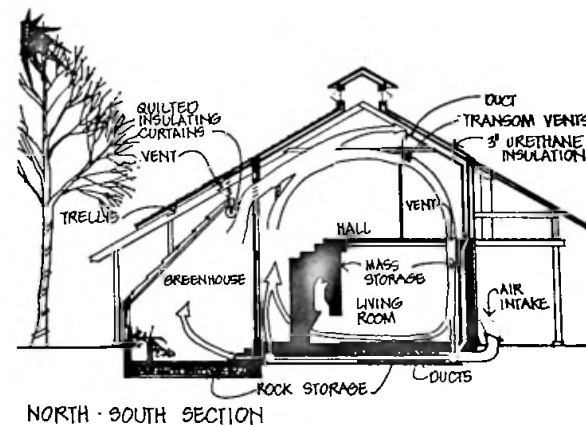 QUILTED
INSULATING
CURTAINS
VENT
TRELLIS
GREENHOUSE
DUCT
TRANSOM VENTS
3" URETHANE
INSULATION
VENT
HALL
MASS
STORAGE
LIVING
ROOM
AIR
INTAKE
ROCK STORAGE
DUCTS
NORTH · SOUTH SECTION